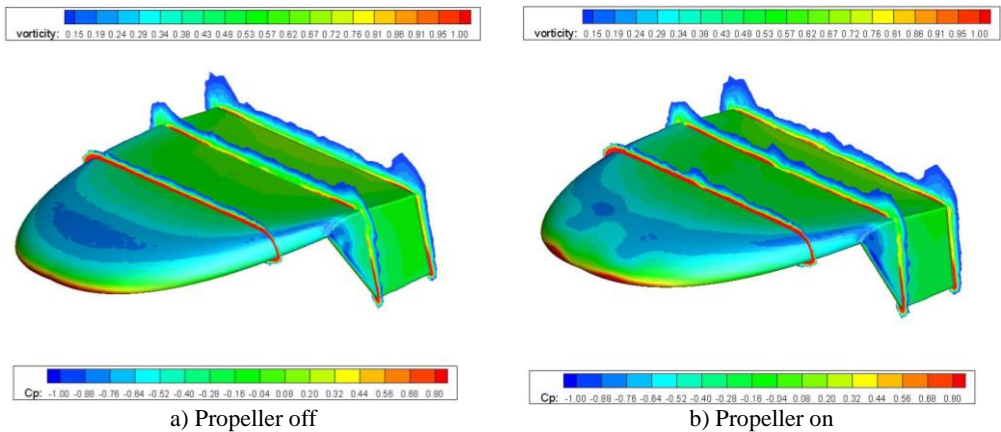 vorticity: 0.15 0.19 0.24 0.29 0.34 0.38 0.43 0.48 0.53 0.57 0.62 0.67 0.72 0.76 0.81 0.86 0.91 0.95 1.00
vorticity: 0.15 0.19 0.24 0.29 0.34 0.38 0.43 0.48 0.53 0.57 0.62 0.67 0.72 0.76 0.81 0.86 0.91 0.95 1.00
Cp: -1.00 -0.88 -0.76 -0.64 -0.52 -0.40 -0.28 -0.16 -0.04 0.08 0.20 0.32 0.44 0.56 0.68 0.80
Cp: -1.00 -0.88 -0.76 -0.64 -0.52 -0.40 -0.28 -0.16 -0.04 0.08 0.20 0.32 0.44 0.56 0.68 0.80
a) Propeller off
b) Propeller on